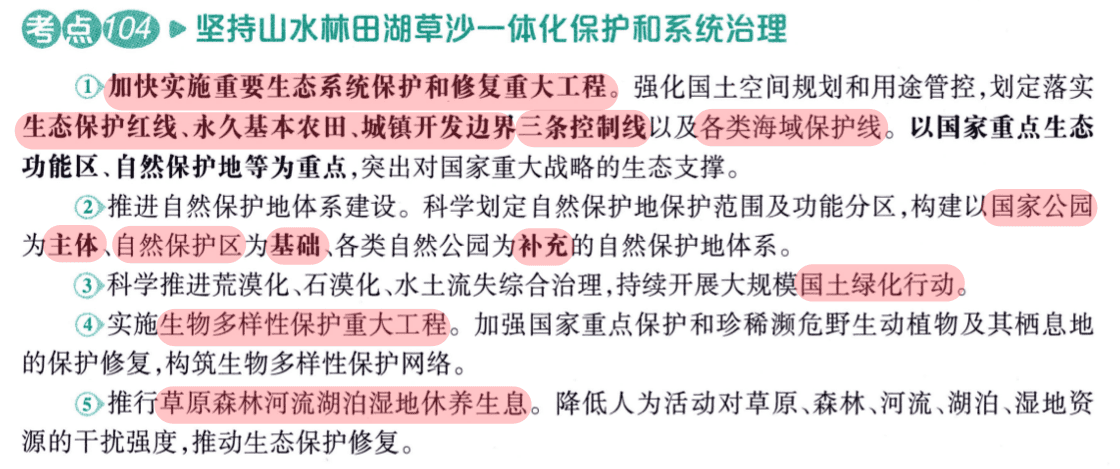 考点104 ▶ 坚持山水林田湖草沙一体化保护和系统治理
①加快实施重要生态系统保护和修复重大工程。强化国土空间规划和用途管控,划定落实
生态保护红线、永久基本农田、城镇开发边界三条控制线以及各类海域保护线。以国家重点生态
功能区、自然保护地等为重点,突出对国家重大战略的生态支撑。
②推进自然保护地体系建设。科学划定自然保护地保护范围及功能分区,构建以国家公园
为主体、自然保护区为基础、各类自然公园为补充的自然保护地体系。
③科学推进荒漠化、石漠化、水土流失综合治理,持续开展大规模国土绿化行动。
④实施生物多样性保护重大工程。加强国家重点保护和珍稀濒危野生动植物及其栖息地
的保护修复,构筑生物多样性保护网络。
⑤推行草原森林河流湖泊湿地休养生息。降低人为活动对草原、森林、河流、湖泊、湿地资
源的干扰强度,推动生态保护修复。